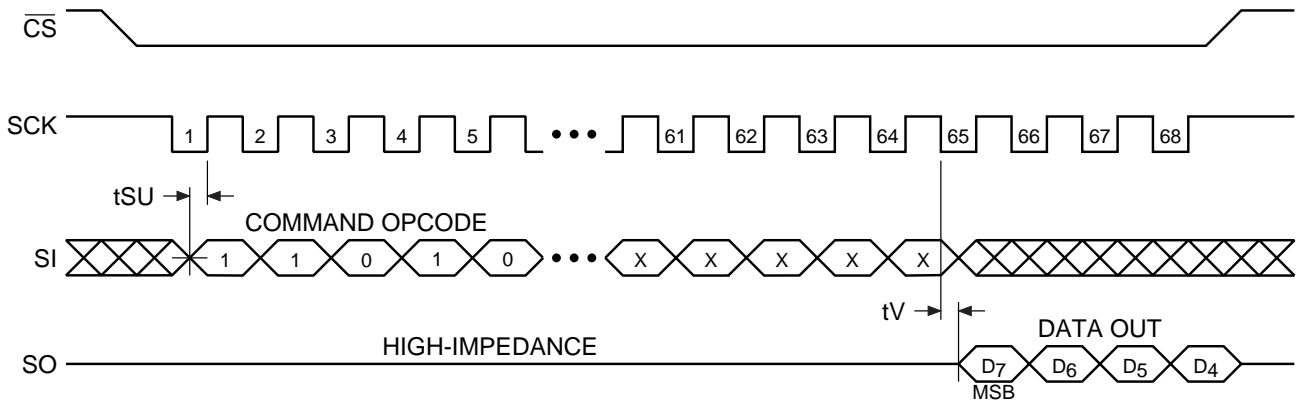 CS
SCK 1 2 3 4 5 ••• 61 62 63 64 65 66 67 68
tSU
COMMAND OPCODE
SI 1 1 0 1 0 ••• X X X X X
tV
DATA OUT
HIGH-IMPEDANCE
SO D7 D6 D5 D4
MSB